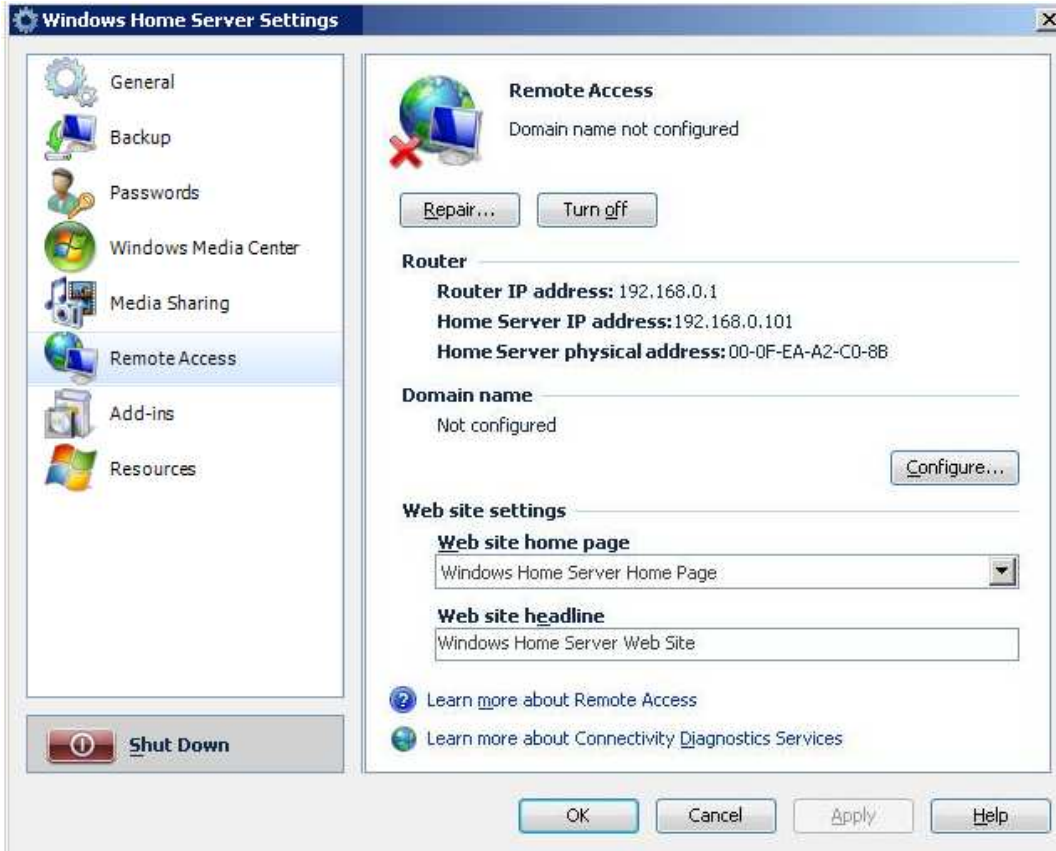 Windows Home Server Settings
General
Backup
Passwords
Windows Media Center
Media Sharing
Remote Access
Add-ins
Resources
Shut Down
Remote Access
Domain name not configured
Repair...
Turn off
Router
Router IP address: 192.168.0.1
Home Server IP address:192.168.0.101
Home Server physical address: 00-0F-EA-A2-C0-8B
Domain name
Not configured
Configure...
Web site settings
Web site home page
Windows Home Server Home Page
Web site headline
Windows Home Server Web Site
Learn more about Remote Access
Learn more about Connectivity Diagnostics Services
OK
Cancel
Apply
Help